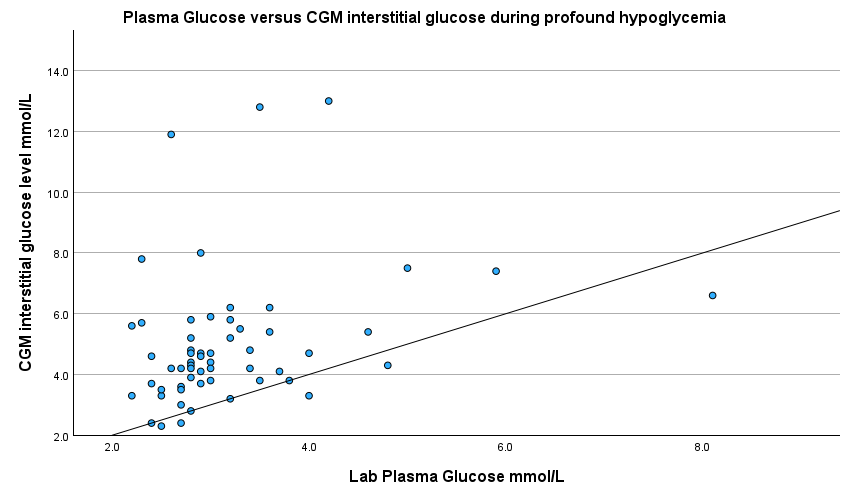 Plasma Glucose versus CGM interstitial glucose during profound hypoglycemia
CGM interstitial glucose level mmol/L
14.0
12.0
10.0
8.0
6.0
4.0
2.0
2.0 4.0 6.0 8.0
Lab Plasma Glucose mmol/L